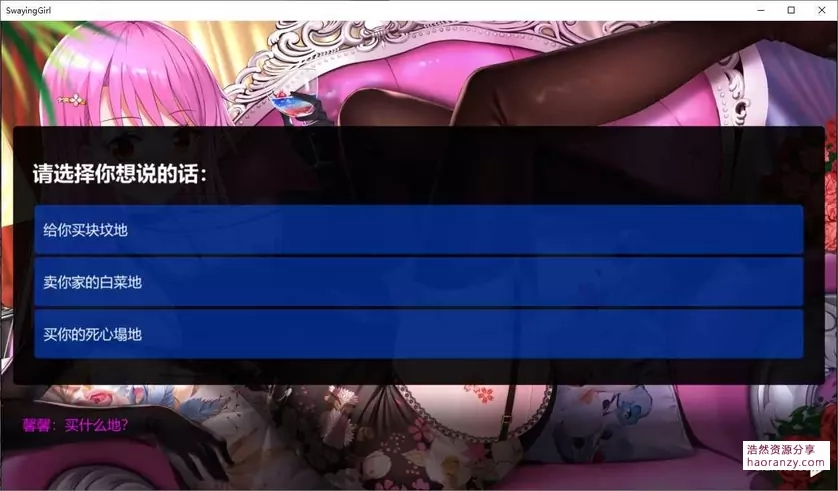 SwayingGirl
请选择你想说的话：
给你买块坟地
卖你家的白菜地
买你的死心塌地
馨馨：买什么地？
浩然资源分享
haoranzy.com